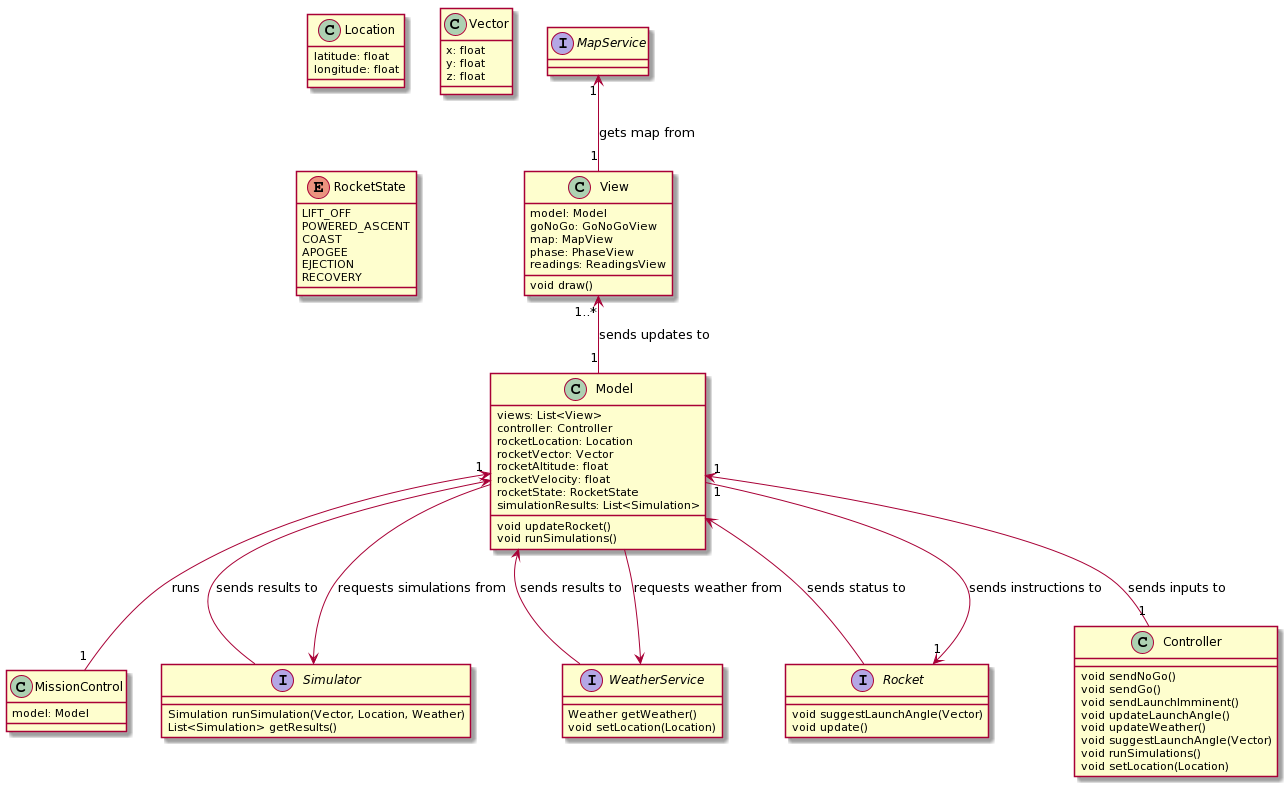 C Location
latitude: float
longitude: float
C Vector
x: float
y: float
z: float
I MapService
1
gets map from
1
E RocketState
LIFT_OFF
POWERED_ASCENT
COAST
APOGEE
EJECTION
RECOVERY
C View
model: Model
goNoGo: GoNoGoView
map: MapView
phase: PhaseView
readings: ReadingsView
void draw()
1..*
sends updates to
1
C Model
views: List<View>
controller: Controller
rocketLocation: Location
rocketVector: Vector
rocketAltitude: float
rocketVelocity: float
rocketState: RocketState
simulationResults: List<Simulation>
void updateRocket()
void runSimulations()
1
1
1
runs
sends results to
requests simulations from
sends results to
requests weather from
sends status to
sends instructions to
sends inputs to
1
1
1
C MissionControl
model: Model
I Simulator
Simulation runSimulation(Vector, Location, Weather)
List<Simulation> getResults()
I WeatherService
Weather getWeather()
void setLocation(Location)
I Rocket
void suggestLaunchAngle(Vector)
void update()
C Controller
void sendNoGo()
void sendGo()
void sendLaunchImminent()
void updateLaunchAngle()
void updateWeather()
void suggestLaunchAngle(Vector)
void runSimulations()
void setLocation(Location)